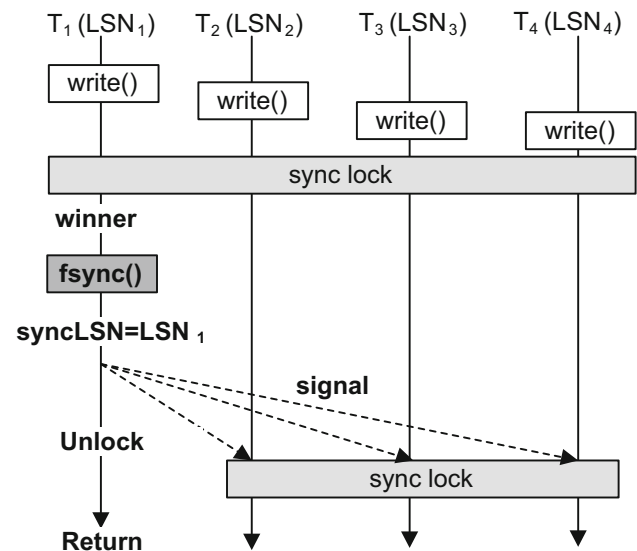 T₁ (LSN₁) T₂ (LSN₂) T₃ (LSN₃) T₄ (LSN₄)
write() write() write() write()
sync lock
winner
fsync()
syncLSN=LSN ₁
signal
Unlock
sync lock
Return